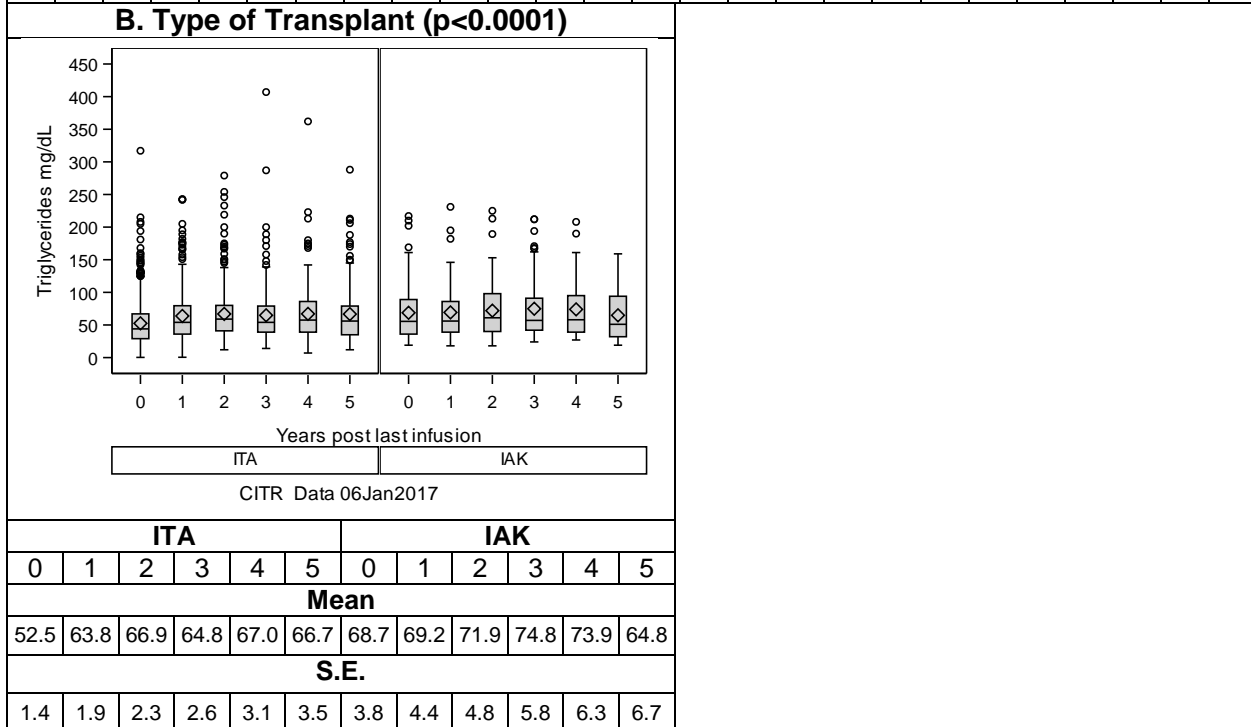 B. Type of Transplant (p<0.0001)
450
400
350
300
250
200
150
100
50
0
Triglycerides mg/dL
0 1 2 3 4 5 0 1 2 3 4 5
Years post last infusion
ITA IAK
CITR Data 06Jan2017
ITA IAK
0 1 2 3 4 5 0 1 2 3 4 5
Mean
52.5 63.8 66.9 64.8 67.0 66.7 68.7 69.2 71.9 74.8 73.9 64.8
S.E.
1.4 1.9 2.3 2.6 3.1 3.5 3.8 4.4 4.8 5.8 6.3 6.7